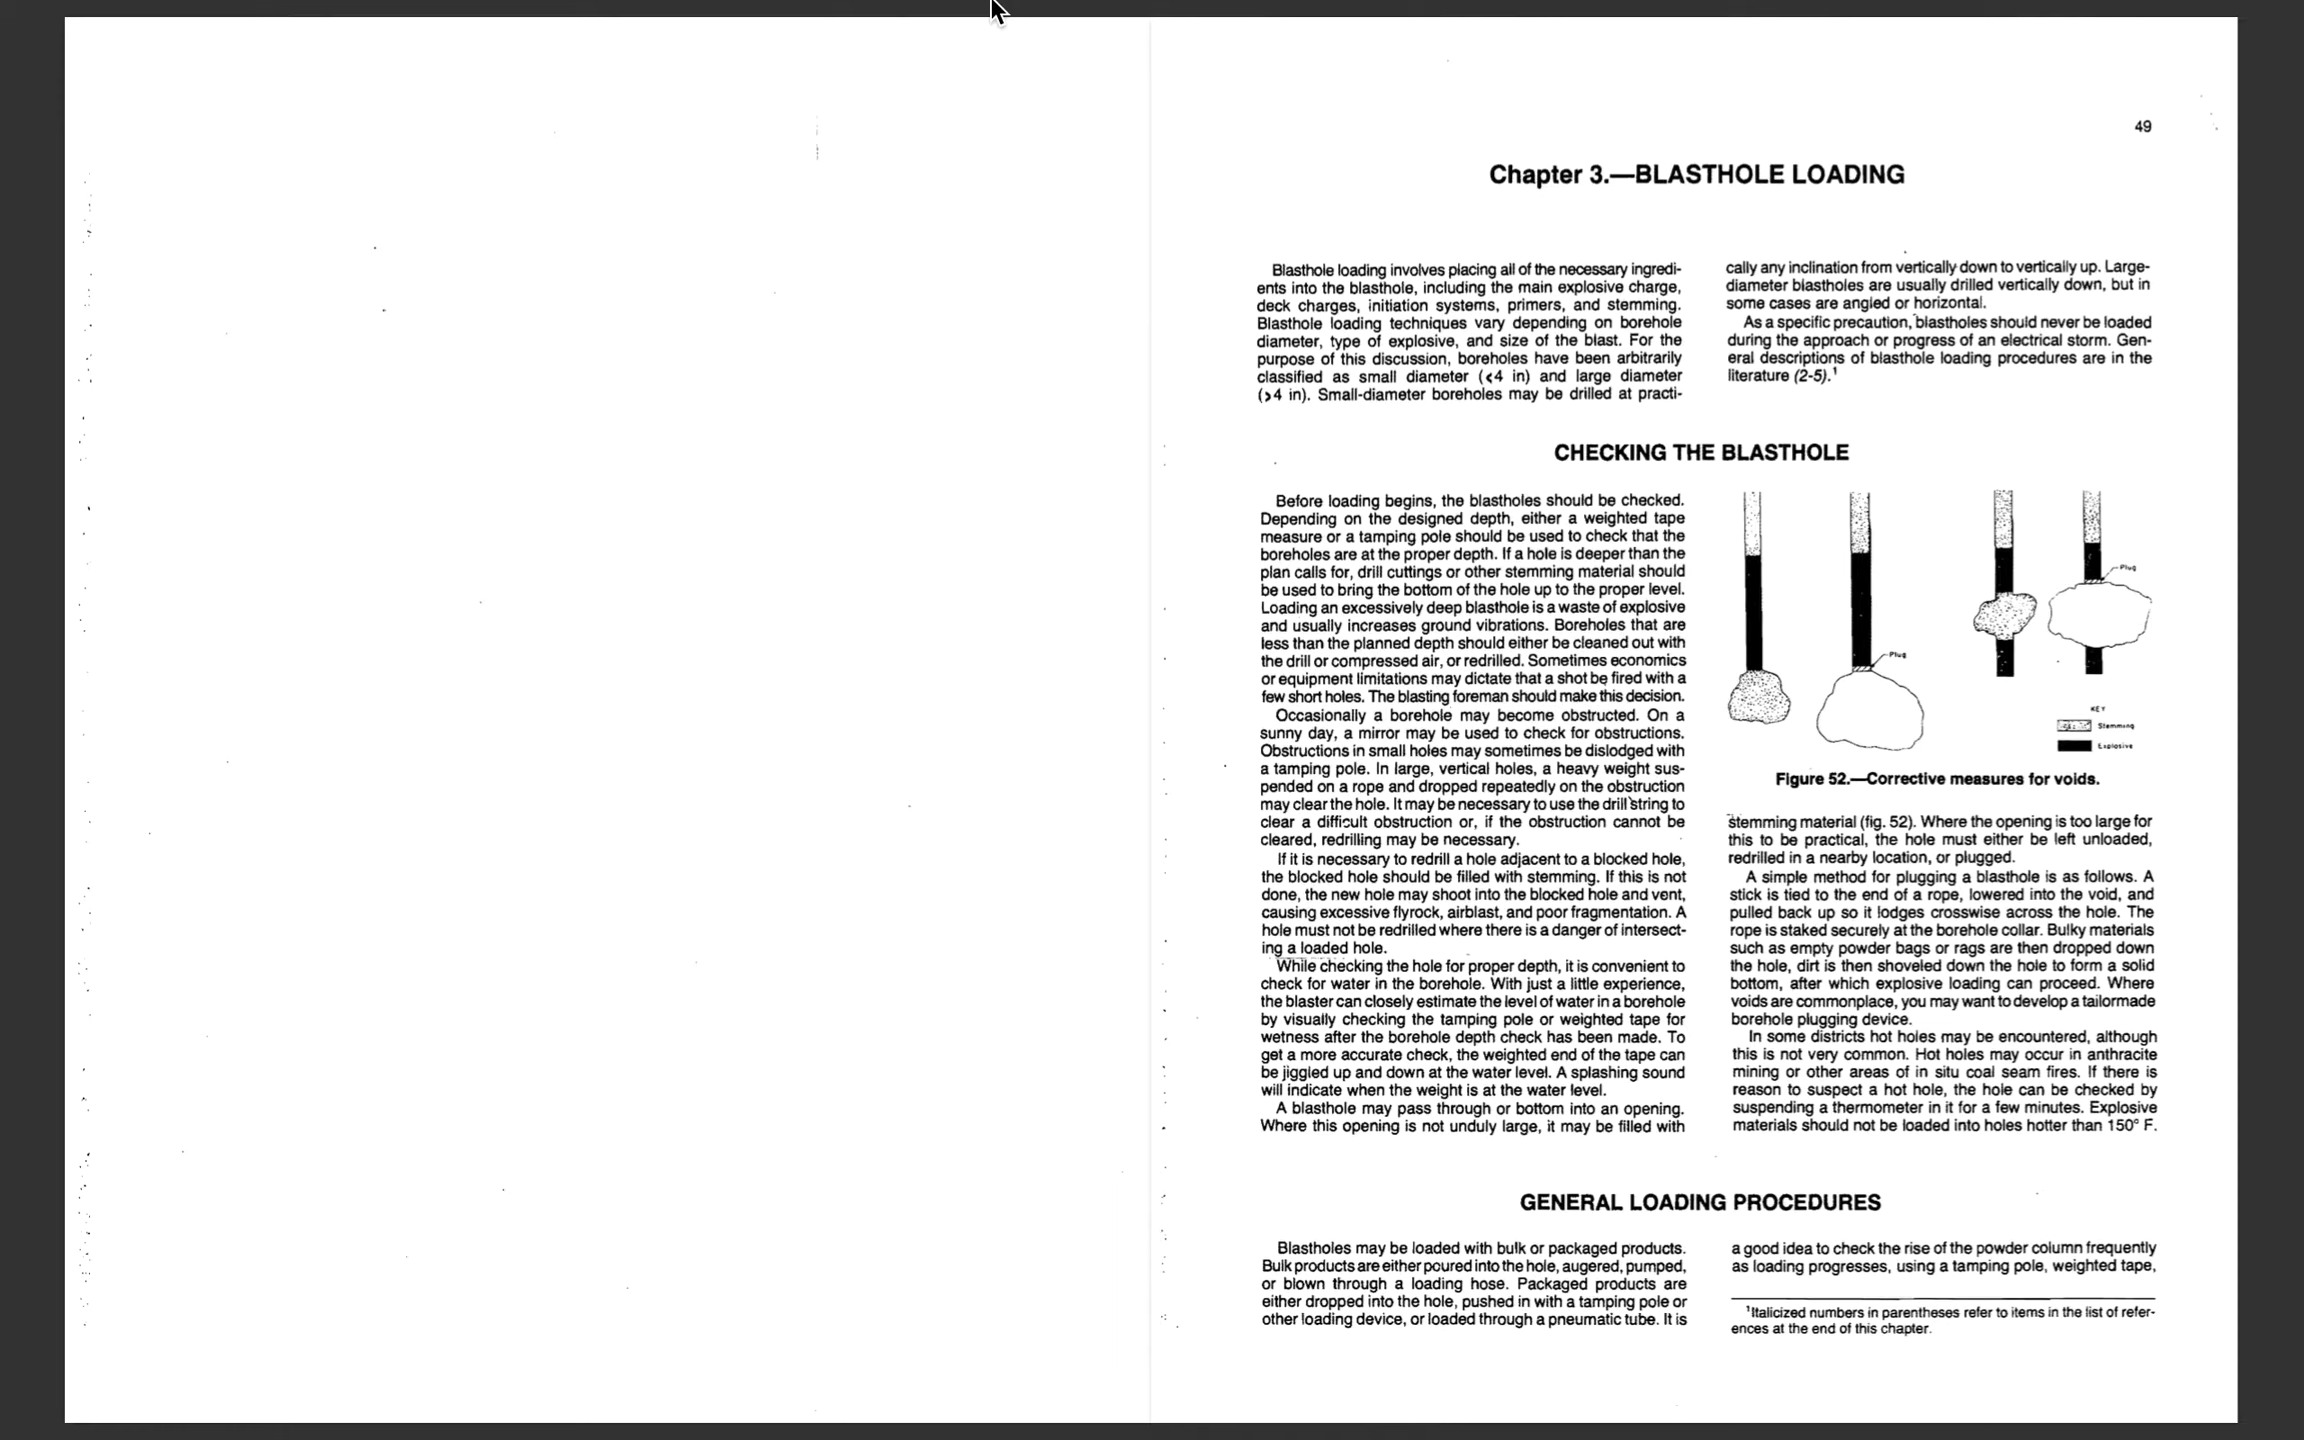 49
Chapter 3.—BLASTHOLE LOADING
Blasthole loading involves placing all of the necessary ingredi-
ents into the blasthole, including the main explosive charge,
deck charges, initiation systems, primers, and stemming.
Blasthole loading techniques vary depending on borehole
diameter, type of explosive, and size of the blast. For the
purpose of this discussion, boreholes have been arbitrarily
classified as small diameter (<4 in) and large diameter
(>4 in). Small-diameter boreholes may be drilled at practi-
cally any inclination from vertically down to vertically up. Large-
diameter blastholes are usually drilled vertically down, but in
some cases are angled or horizontal.
As a specific precaution, blastholes should never be loaded
during the approach or progress of an electrical storm. Gen-
eral descriptions of blasthole loading procedures are in the
literature (2-5).¹
CHECKING THE BLASTHOLE
Before loading begins, the blastholes should be checked.
Depending on the designed depth, either a weighted tape
measure or a tamping pole should be used to check that the
boreholes are at the proper depth. If a hole is deeper than the
plan calls for, drill cuttings or other stemming material should
be used to bring the bottom of the hole up to the proper level.
Loading an excessively deep blasthole is a waste of explosive
and usually increases ground vibrations. Boreholes that are
less than the planned depth should either be cleaned out with
the drill or compressed air, or redrilled. Sometimes economics
or equipment limitations may dictate that a shot be fired with a
few short holes. The blasting foreman should make this decision.
Occasionally a borehole may become obstructed. On a
sunny day, a mirror may be used to check for obstructions.
Obstructions in small holes may sometimes be dislodged with
a tamping pole. In large, vertical holes, a heavy weight sus-
pended on a rope and dropped repeatedly on the obstruction
may clear the hole. It may be necessary to use the drill string to
clear a difficult obstruction or, if the obstruction cannot be
cleared, redrilling may be necessary.
If it is necessary to redrill a hole adjacent to a blocked hole,
the blocked hole should be filled with stemming. If this is not
done, the new hole may shoot into the blocked hole and vent,
causing excessive flyrock, airblast, and poor fragmentation. A
hole must not be redrilled where there is a danger of intersect-
ing a loaded hole.
While checking the hole for proper depth, it is convenient to
check for water in the borehole. With just a little experience,
the blaster can closely estimate the level of water in a borehole
by visually checking the tamping pole or weighted tape for
wetness after the borehole depth check has been made. To
get a more accurate check, the weighted end of the tape can
be jiggled up and down at the water level. A splashing sound
will indicate when the weight is at the water level.
A blasthole may pass through or bottom into an opening.
Where this opening is not unduly large, it may be filled with
Plug
Plug
KEY
Stemming
Explosive
Figure 52.—Corrective measures for voids.
stemming material (fig. 52). Where the opening is too large for
this to be practical, the hole must either be left unloaded,
redrilled in a nearby location, or plugged.
A simple method for plugging a blasthole is as follows. A
stick is tied to the end of a rope, lowered into the void, and
pulled back up so it lodges crosswise across the hole. The
rope is staked securely at the borehole collar. Bulky materials
such as empty powder bags or rags are then dropped down
the hole, dirt is then shoveled down the hole to form a solid
bottom, after which explosive loading can proceed. Where
voids are commonplace, you may want to develop a tailormade
borehole plugging device.
In some districts hot holes may be encountered, although
this is not very common. Hot holes may occur in anthracite
mining or other areas of in situ coal seam fires. If there is
reason to suspect a hot hole, the hole can be checked by
suspending a thermometer in it for a few minutes. Explosive
materials should not be loaded into holes hotter than 150° F.
GENERAL LOADING PROCEDURES
Blastholes may be loaded with bulk or packaged products.
Bulk products are either poured into the hole, augered, pumped,
or blown through a loading hose. Packaged products are
either dropped into the hole, pushed in with a tamping pole or
other loading device, or loaded through a pneumatic tube. It is
a good idea to check the rise of the powder column frequently
as loading progresses, using a tamping pole, weighted tape,
¹Italicized numbers in parentheses refer to items in the list of refer-
ences at the end of this chapter.